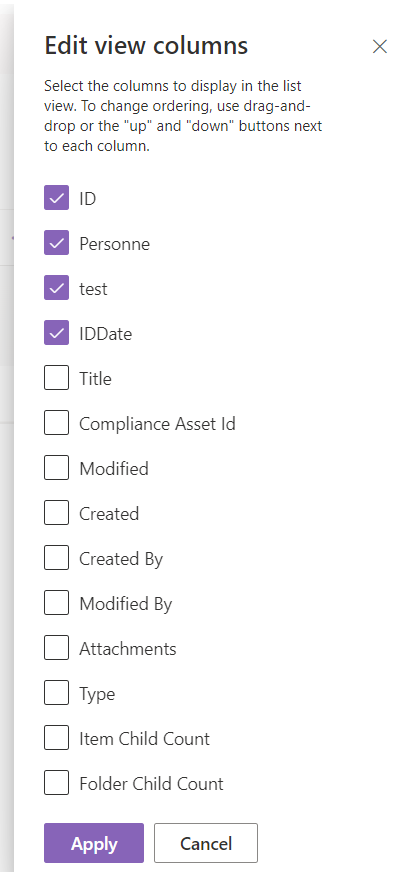 Edit view columns
Select the columns to display in the list
view. To change ordering, use drag-and-
drop or the "up" and "down" buttons next
to each column.
ID
Personne
test
IDDate
Title
Compliance Asset Id
Modified
Created
Created By
Modified By
Attachments
Type
Item Child Count
Folder Child Count
Apply Cancel